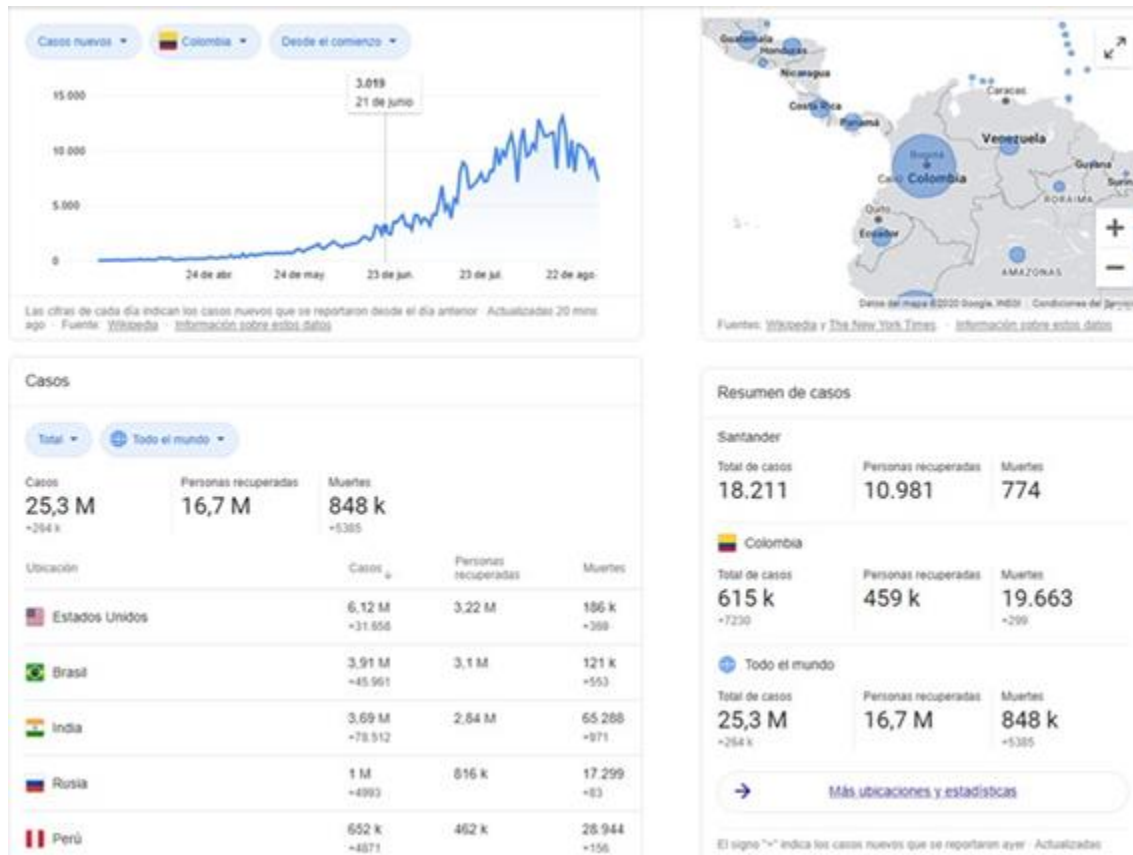 Casos nuevos
Colombia
Desde el comienzo
3.019
21 de junio
15.000
10.000
5.000
0
24 de abr.
24 de may.
23 de jun.
23 de jul.
22 de ago.
Las cifras de cada día indican los casos nuevos que se reportaron desde el día anterior · Actualizadas 20 mins
ago · Fuente: Wikipedia · Información sobre estos datos
Guatemala
Honduras
Nicaragua
Costa Rica
Panamá
Caracas
Venezuela
Guyana
Bogotá
Cali
Colombia
RORAIMA
Quito
Ecuador
AMAZONAS
+
−
Datos del mapa ©2020 Google, INEGI Condiciones del
Fuentes: Wikipedia y The New York Times. · Información sobre estos datos
Casos
Total
Todo el mundo
Casos Personas recuperadas Muertes
25,3 M 16,7 M 848 k
+264 k +5385
Ubicación Casos Personas recuperadas Muertes
Estados Unidos 6,12 M 3,22 M 186 k
+31.658
Brasil 3,91 M 3,1 M 121 k
+45.961 +553
India 3,69 M 2,84 M 65.288
+78.512 +971
Rusia 1 M 816 k 17.299
+4993 +83
Perú 652 k 462 k 28.944
+4871 +156
Resumen de casos
Santander
Total de casos Personas recuperadas Muertes
18.211 10.981 774
Colombia
Total de casos Personas recuperadas Muertes
615 k 459 k 19.663
+7230 +299
Todo el mundo
Total de casos Personas recuperadas Muertes
25,3 M 16,7 M 848 k
+264 k +5385
Más ubicaciones y estadísticas
El signo "+" indica los casos nuevos que se reportaron ayer · Actualizadas